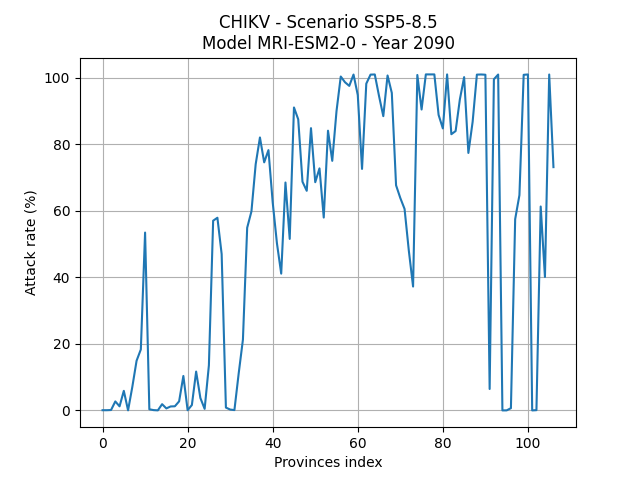 CHIKV - Scenario SSP5-8.5
Model MRI-ESM2-0 - Year 2090
100
80
60
40
20
0
Attack rate (%)
0 20 40 60 80 100
Provinces index